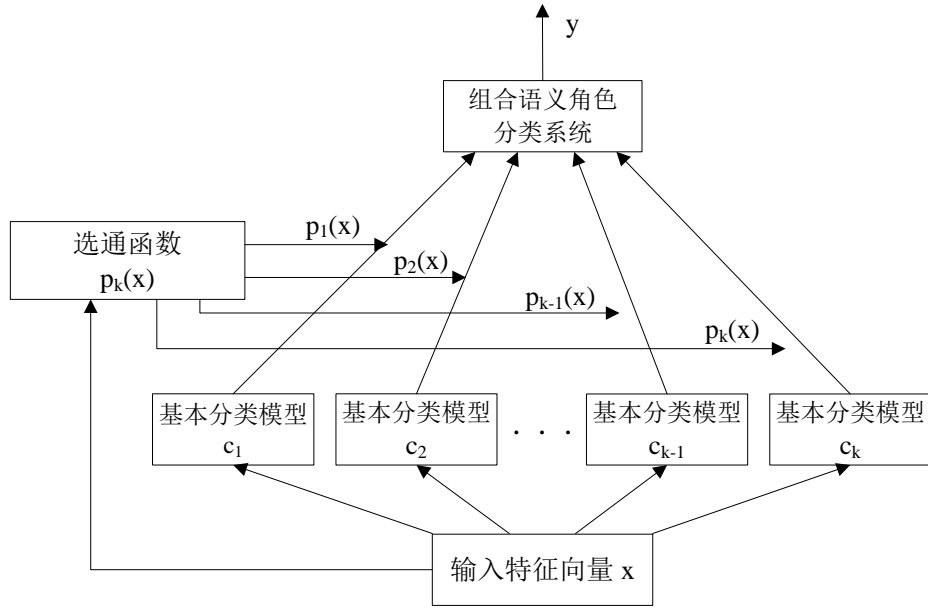 y
组合语义角色
分类系统
选通函数
pₖ(x)
p₁(x)
p₂(x)
pₖ₋₁(x)
pₖ(x)
基本分类模型
c₁
基本分类模型
c₂
· · ·
基本分类模型
cₖ₋₁
基本分类模型
cₖ
输入特征向量 x